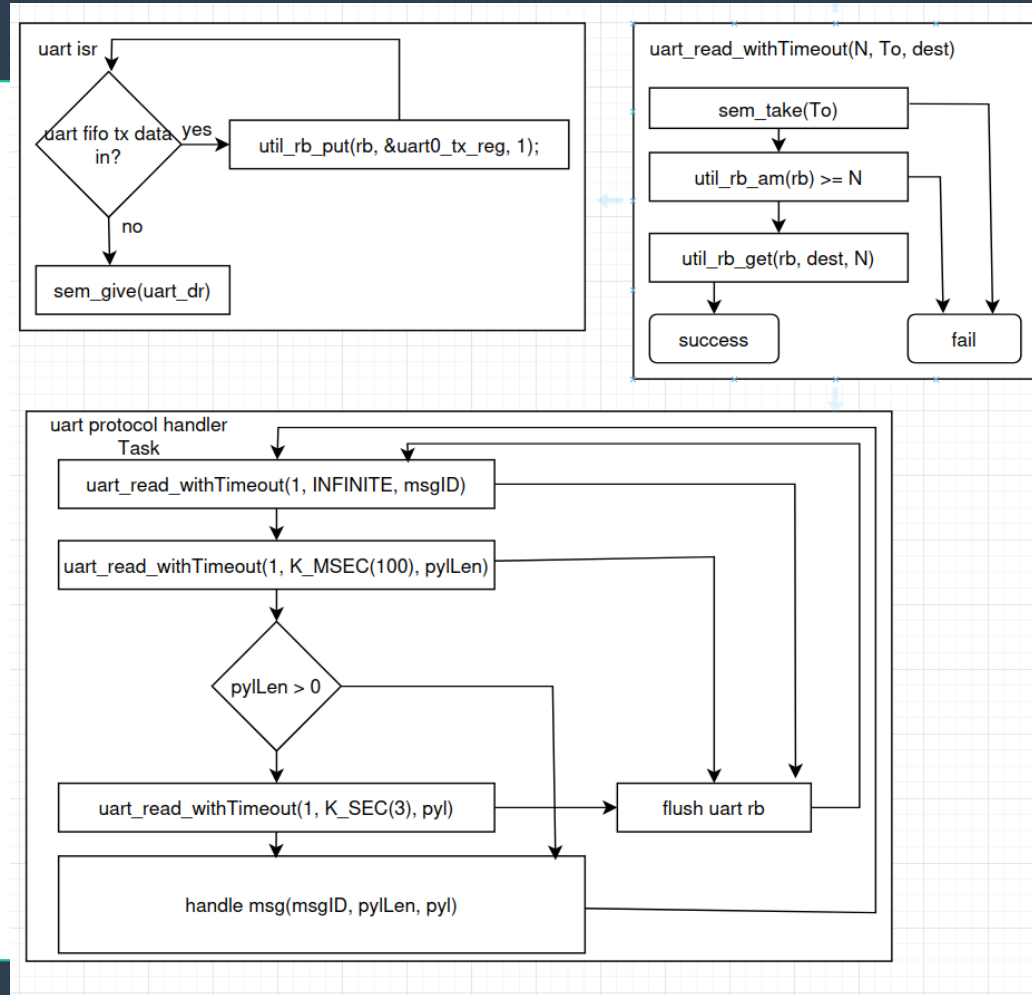 uart isr
uart fifo tx data
in?
yes
util_rb_put(rb, &uart0_tx_reg, 1);
no
sem_give(uart_dr)
uart_read_withTimeout(N, To, dest)
sem_take(To)
util_rb_am(rb) >= N
util_rb_get(rb, dest, N)
success
fail
uart protocol handler
Task
uart_read_withTimeout(1, INFINITE, msgID)
uart_read_withTimeout(1, K_MSEC(100), pylLen)
pylLen > 0
uart_read_withTimeout(1, K_SEC(3), pyl)
flush uart rb
handle msg(msgID, pylLen, pyl)